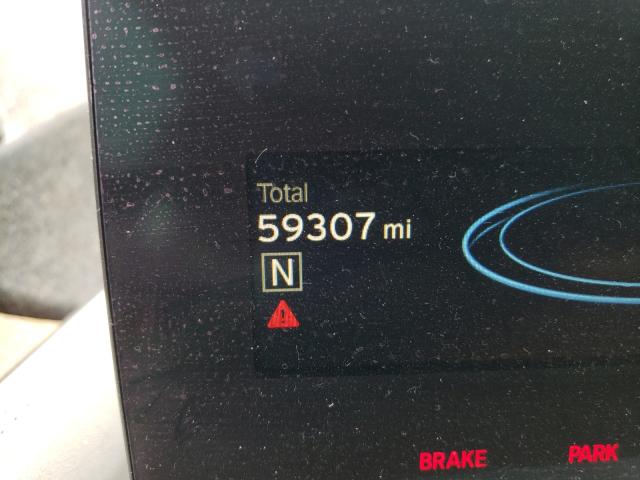 Total
59307 mi
N
BRAKE PARK